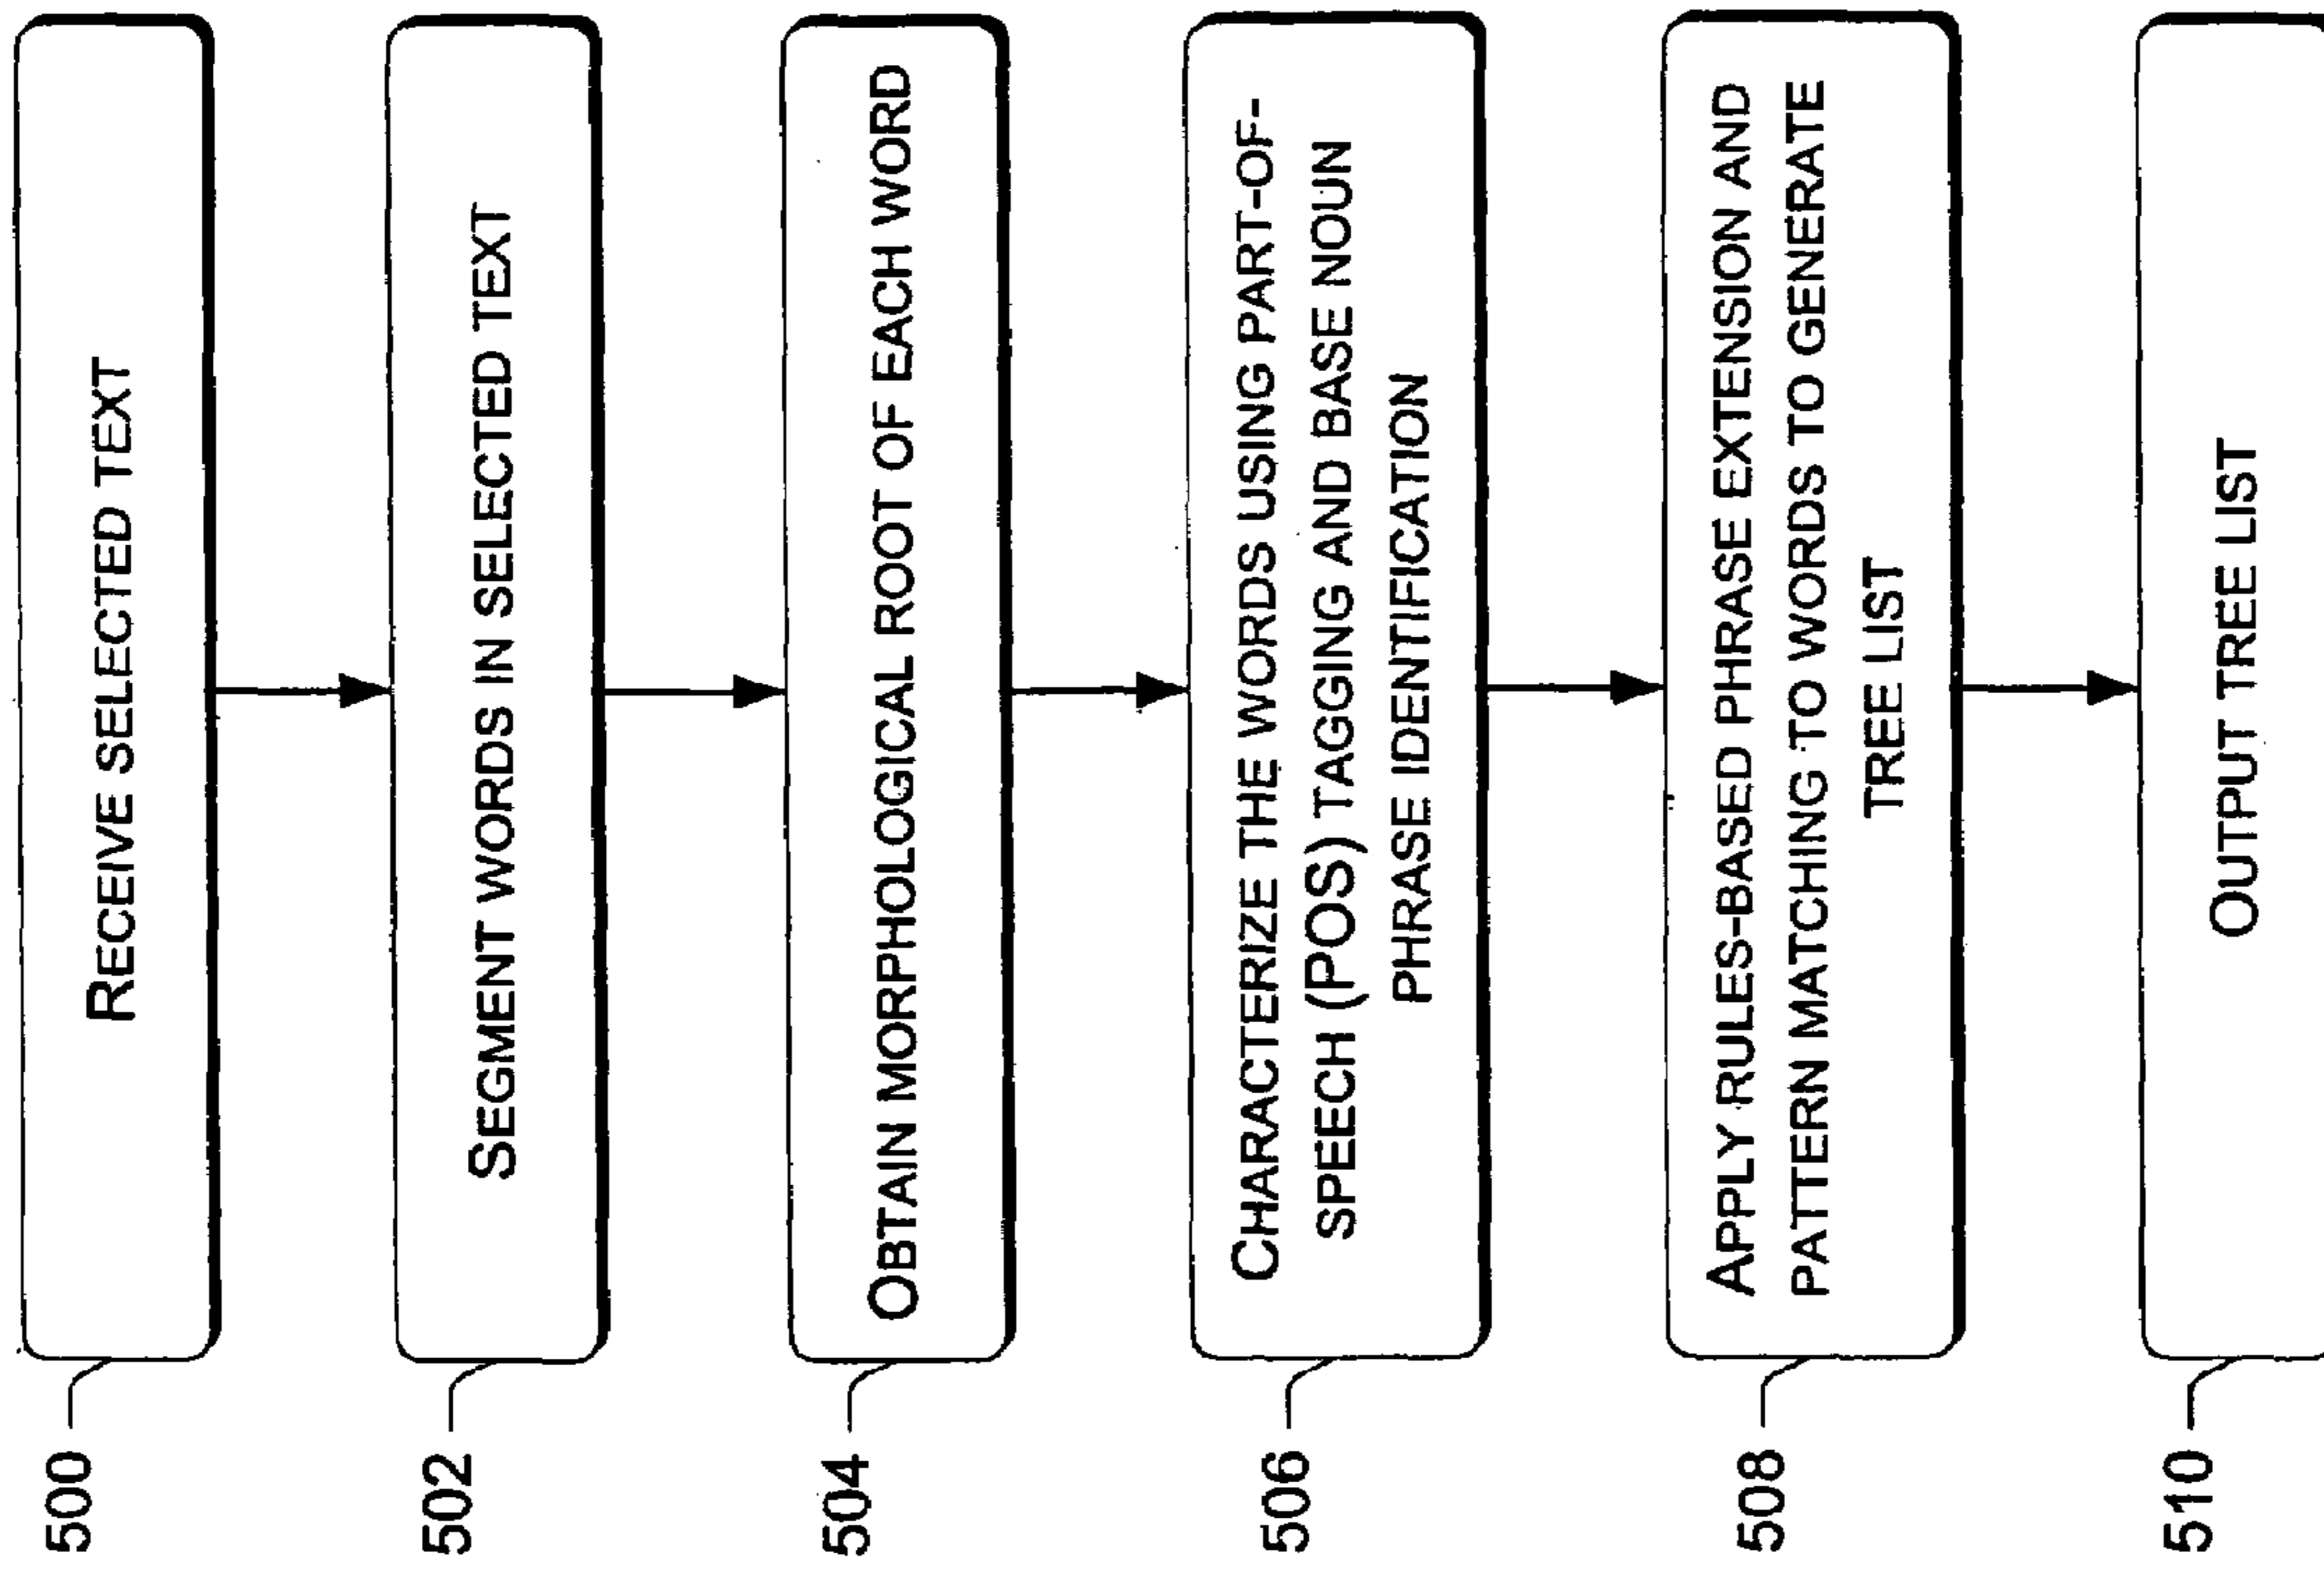 500
RECEIVE SELECTED TEXT
502
SEGMENT WORDS IN SELECTED TEXT
504
OBTAIN MORPHOLOGICAL ROOT OF EACH WORD
506
CHARACTERIZE THE WORDS USING PART-OF-
SPEECH (POS) TAGGING AND BASE NOUN
PHRASE IDENTIFICATION
508
APPLY RULES-BASED PHRASE EXTENSION AND
PATTERN MATCHING TO WORDS TO GENERATE
TREE LIST
510
OUTPUT TREE LIST